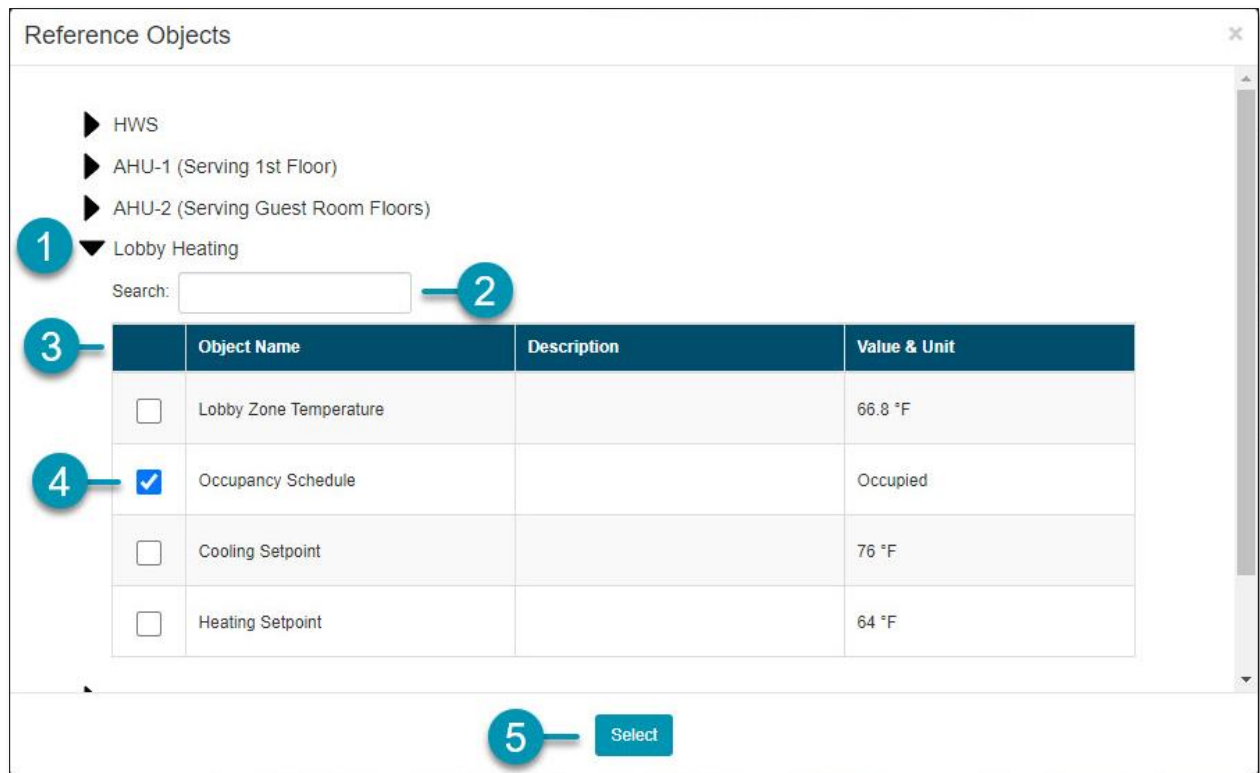 Reference Objects ×
HWS
AHU-1 (Serving 1st Floor)
AHU-2 (Serving Guest Room Floors)
1 Lobby Heating
Search: 2
3 Object Name Description Value & Unit
Lobby Zone Temperature 66.8 °F
4 Occupancy Schedule Occupied
Cooling Setpoint 76 °F
Heating Setpoint 64 °F
5 Select